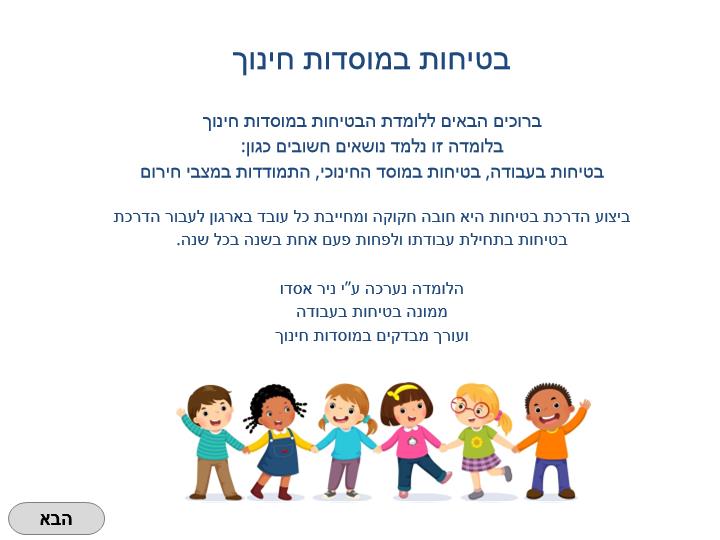 בטיחות במוסדות חינוך
ברוכים הבאים ללומדת הבטיחות במוסדות חינוך
בלומדה זו נלמד נושאים חשובים כגון:
בטיחות בעבודה, בטיחות במוסד החינוכי, התמודדות במצבי חירום
ביצוע הדרכת בטיחות היא חובה חקוקה ומחייבת כל עובד בארגון לעבור הדרכת
בטיחות בתחילת עבודתו ולפחות פעם אחת בשנה בכל שנה.
הלומדה נערכה ע"י ניר אסדו
ממונה בטיחות בעבודה
ועורך מבדקים במוסדות חינוך
הבא